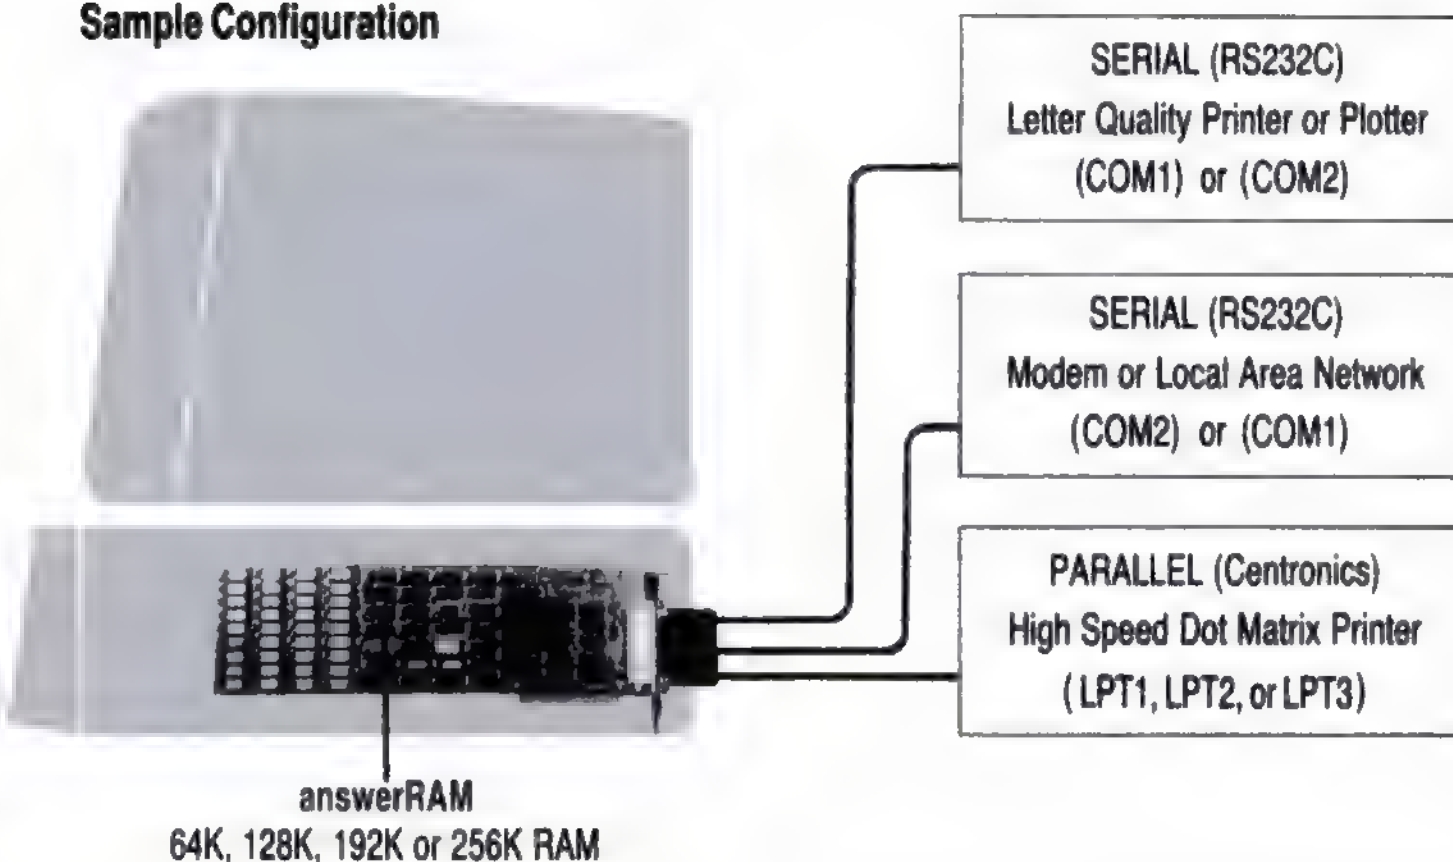 Sample Configuration
SERIAL (RS232C)
Letter Quality Printer or Plotter
(COM1) or (COM2)
SERIAL (RS232C)
Modem or Local Area Network
(COM2) or (COM1)
PARALLEL (Centronics)
High Speed Dot Matrix Printer
(LPT1, LPT2, or LPT3)
answerRAM
64K, 128K, 192K or 256K RAM